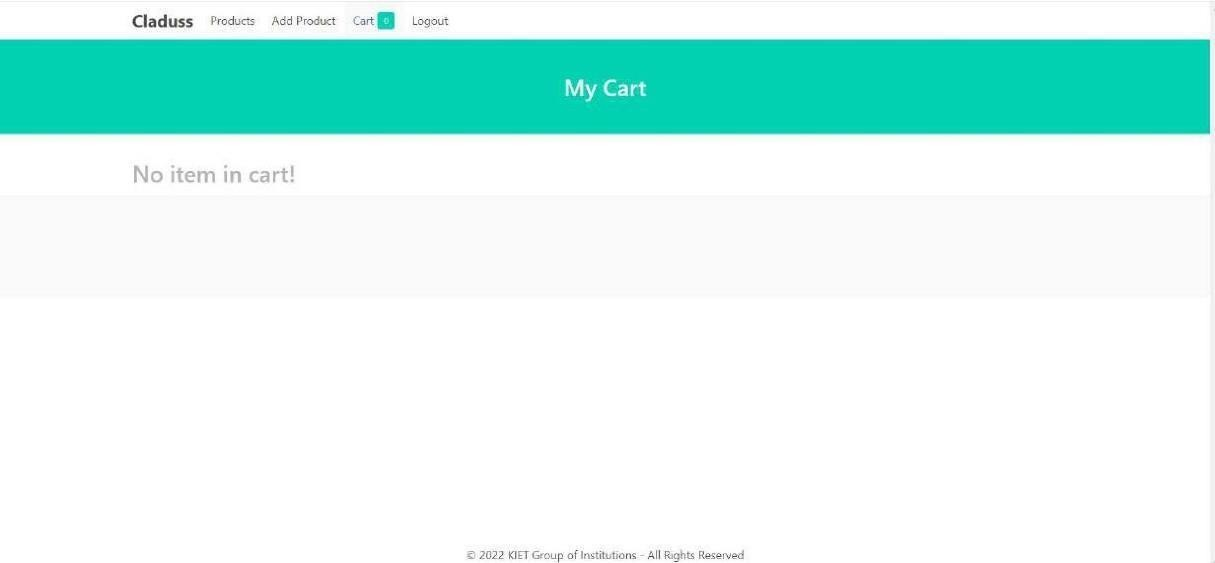 Claduss Products Add Product Cart 0 Logout
My Cart
No item in cart!
© 2022 KIET Group of Institutions - All Rights Reserved